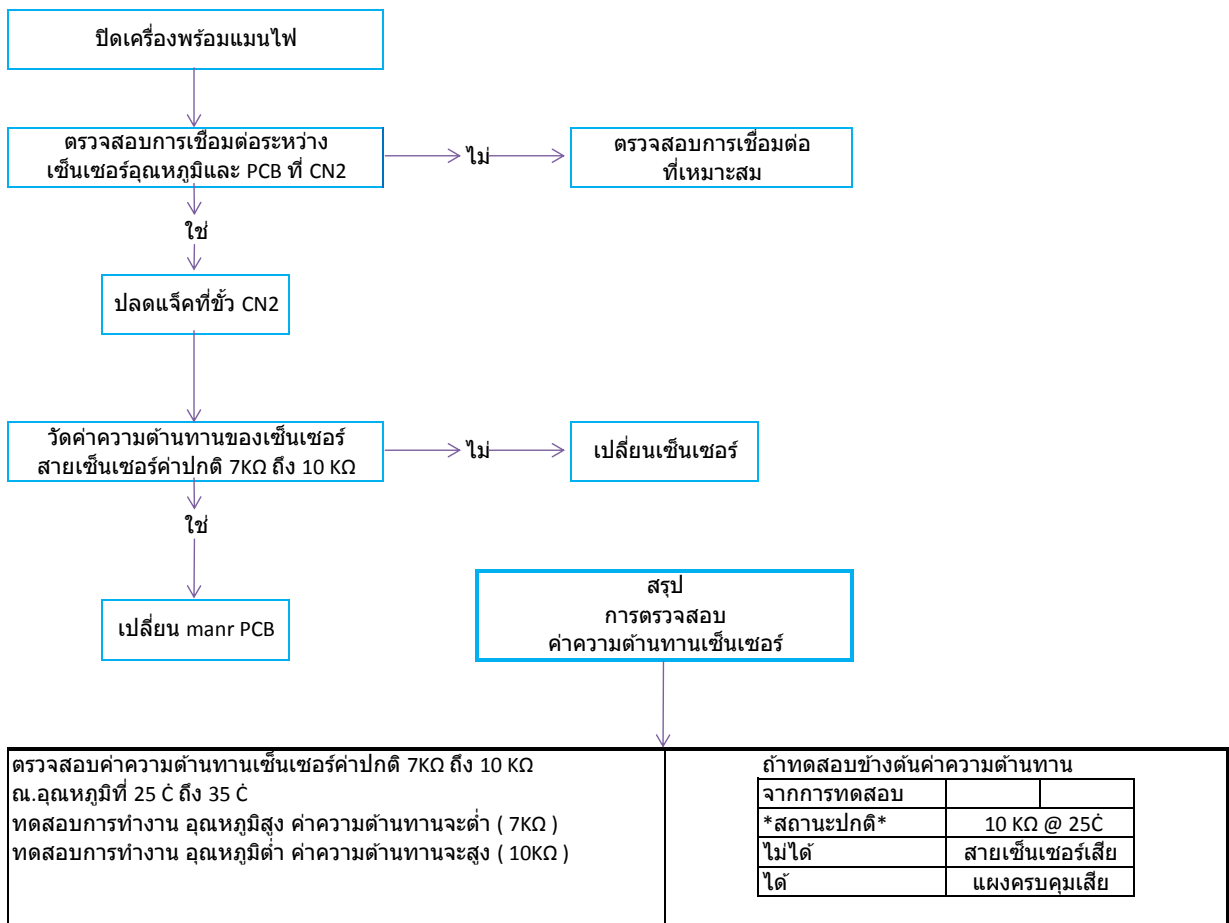 ปิดเครื่องพร้อมแมนไฟ
ตรวจสอบการเชื่อมต่อระหว่าง
เซ็นเซอร์อุณหภูมิและ PCB ที่ CN2
ไม่
ตรวจสอบการเชื่อมต่อ
ที่เหมาะสม
ใช่
ปลดแจ็คที่ขั้ว CN2
วัดค่าความต้านทานของเซ็นเซอร์
สายเซ็นเซอร์ค่าปกติ 7KΩ ถึง 10 KΩ
ไม่
เปลี่ยนเซ็นเซอร์
ใช่
เปลี่ยน manr PCB
สรุป
การตรวจสอบ
ค่าความต้านทานเซ็นเซอร์
ตรวจสอบค่าความต้านทานเซ็นเซอร์ค่าปกติ 7KΩ ถึง 10 KΩ
ณ.อุณหภูมิที่ 25 Ċ ถึง 35 Ċ
ทดสอบการทำงาน อุณหภูมิสูง ค่าความต้านทานจะต่ำ ( 7KΩ )
ทดสอบการทำงาน อุณหภูมิต่ำ ค่าความต้านทานจะสูง ( 10KΩ )
ถ้าทดสอบข้างต้นค่าความต้านทาน
จากการทดสอบ
*สถานะปกติ* 10 KΩ @ 25Ċ
ไม่ได้ สายเซ็นเซอร์เสีย
ได้ แผงครบคุมเสีย